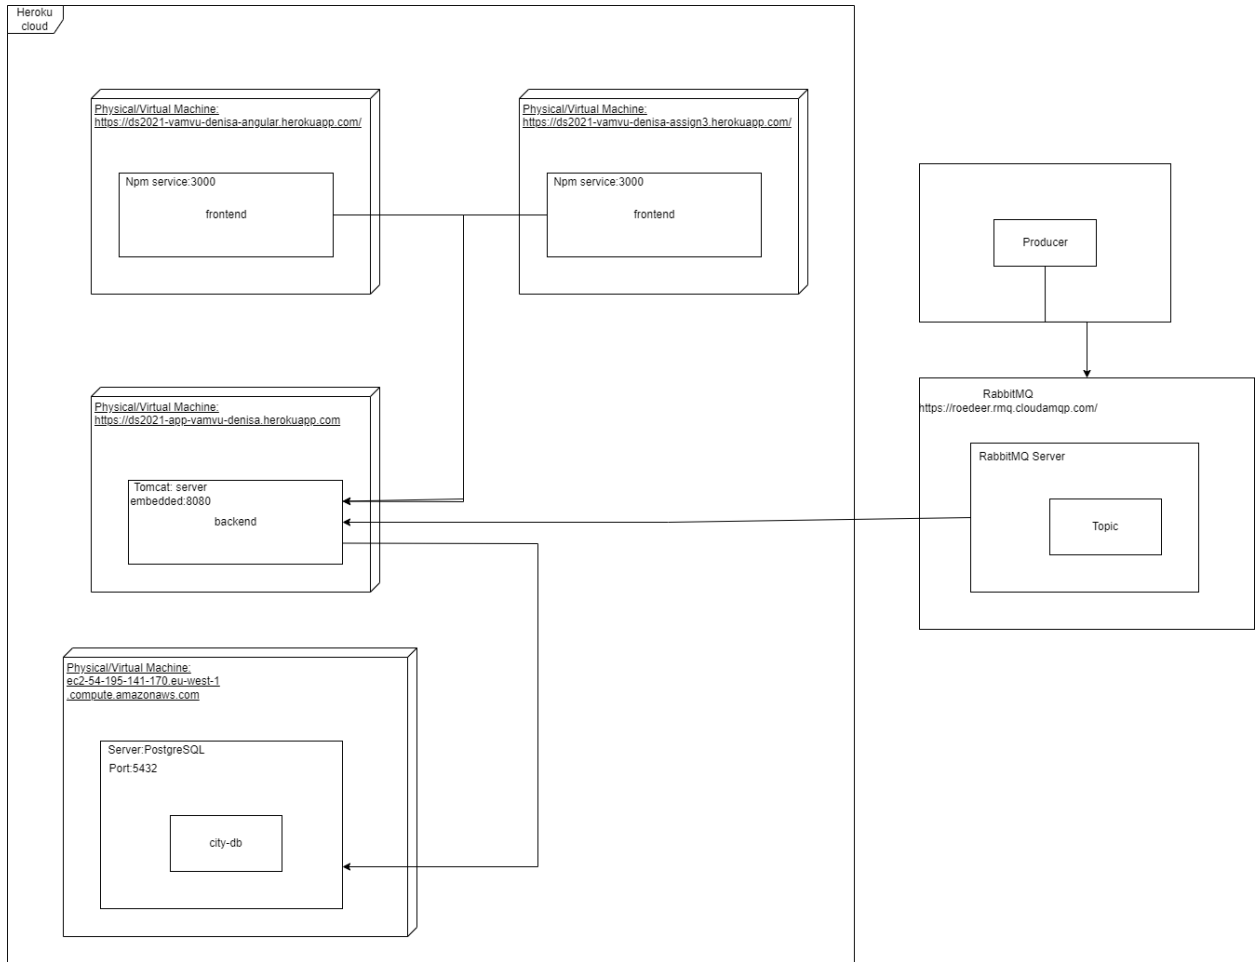 Heroku
cloud
Physical/Virtual Machine:
https://ds2021-vamvu-denisa-angular.herokuapp.com/
Npm service:3000
frontend
Physical/Virtual Machine:
https://ds2021-vamvu-denisa-assign3.herokuapp.com/
Npm service:3000
frontend
Producer
Physical/Virtual Machine:
https://ds2021-app-vamvu-denisa.herokuapp.com
Tomcat: server
embedded:8080
backend
RabbitMQ
https://roedeer.rmq.cloudamqp.com/
RabbitMQ Server
Topic
Physical/Virtual Machine:
ec2-54-195-141-170.eu-west-1
.compute.amazonaws.com
Server:PostgreSQL
Port:5432
city-db